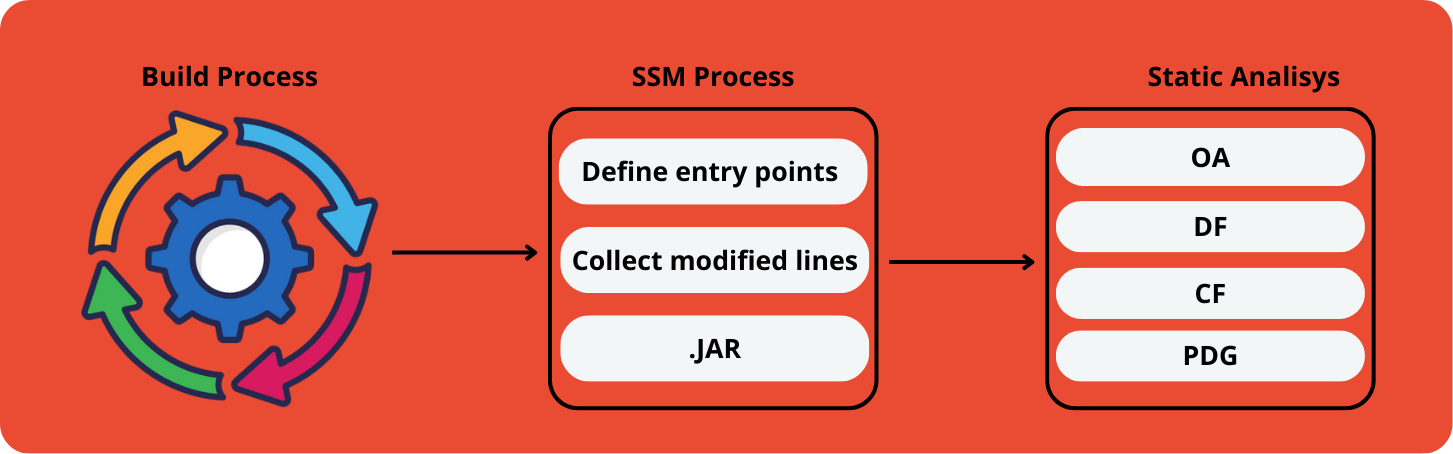 Build Process
SSM Process
Define entry points
Collect modified lines
.JAR
Static Analisys
OA
DF
CF
PDG